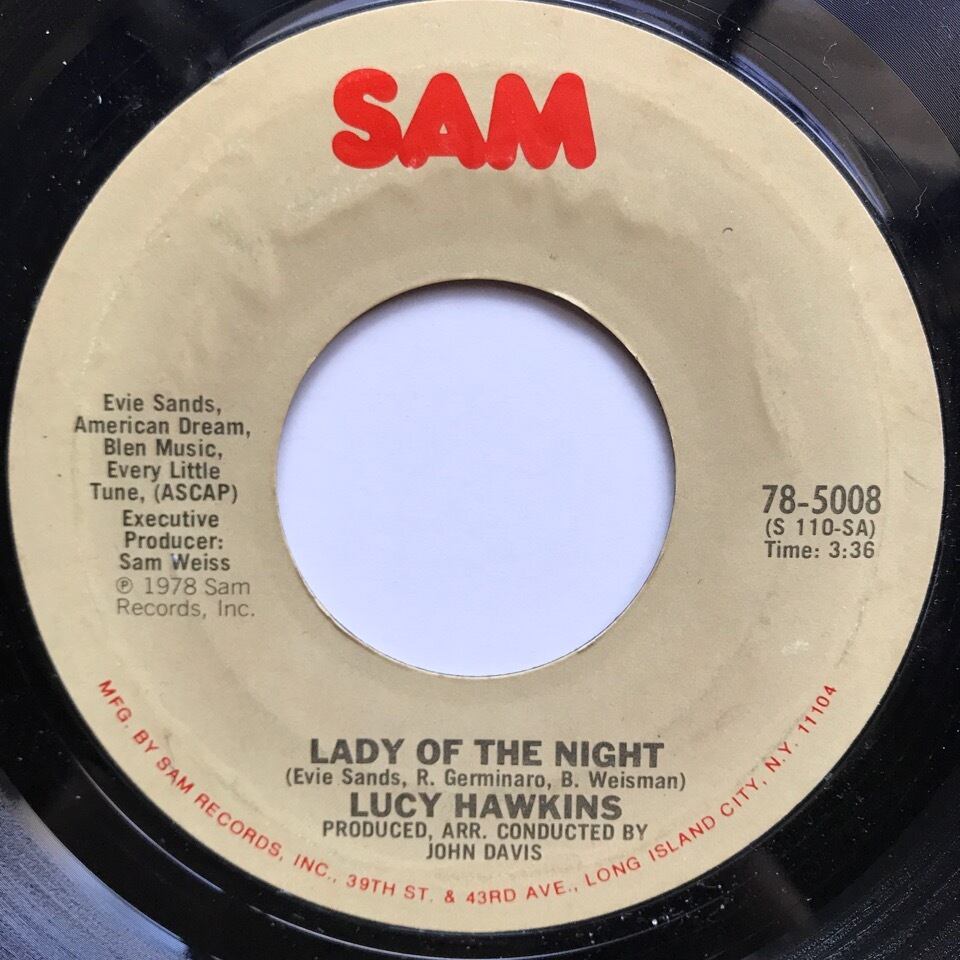 SAM
Evie Sands,
American Dream,
Blen Music,
Every Little
Tune, (ASCAP)
Executive
Producer:
Sam Weiss
℗ 1978 Sam
Records, Inc.
78-5008
(S 110-SA)
Time: 3:36
LADY OF THE NIGHT
(Evie Sands, R. Germinaro, B. Weisman)
LUCY HAWKINS
PRODUCED, ARR. CONDUCTED BY
JOHN DAVIS
MFG. BY SAM RECORDS, INC., 39TH ST. & 43RD AVE., LONG ISLAND CITY, N.Y. 11104